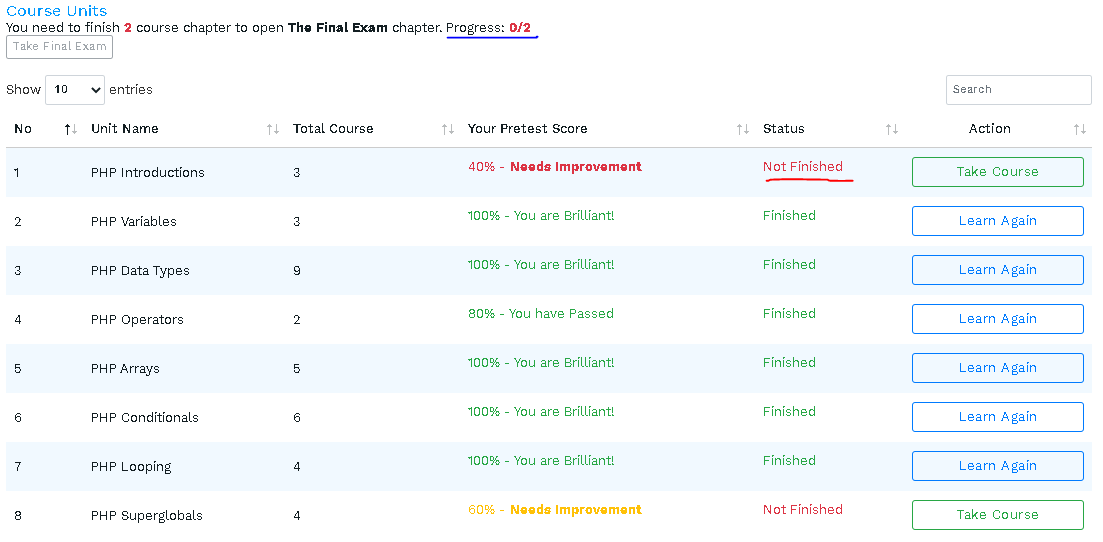 Course Units
You need to finish 2 course chapter to open The Final Exam chapter. Progress: 0/2
Take Final Exam
Show 10 entries Search
No Unit Name Total Course Your Pretest Score Status Action
1 PHP Introductions 3 40% - Needs Improvement Not Finished Take Course
2 PHP Variables 3 100% - You are Brilliant! Finished Learn Again
3 PHP Data Types 9 100% - You are Brilliant! Finished Learn Again
4 PHP Operators 2 80% - You have Passed Finished Learn Again
5 PHP Arrays 5 100% - You are Brilliant! Finished Learn Again
6 PHP Conditionals 6 100% - You are Brilliant! Finished Learn Again
7 PHP Looping 4 100% - You are Brilliant! Finished Learn Again
8 PHP Superglobals 4 60% - Needs Improvement Not Finished Take Course